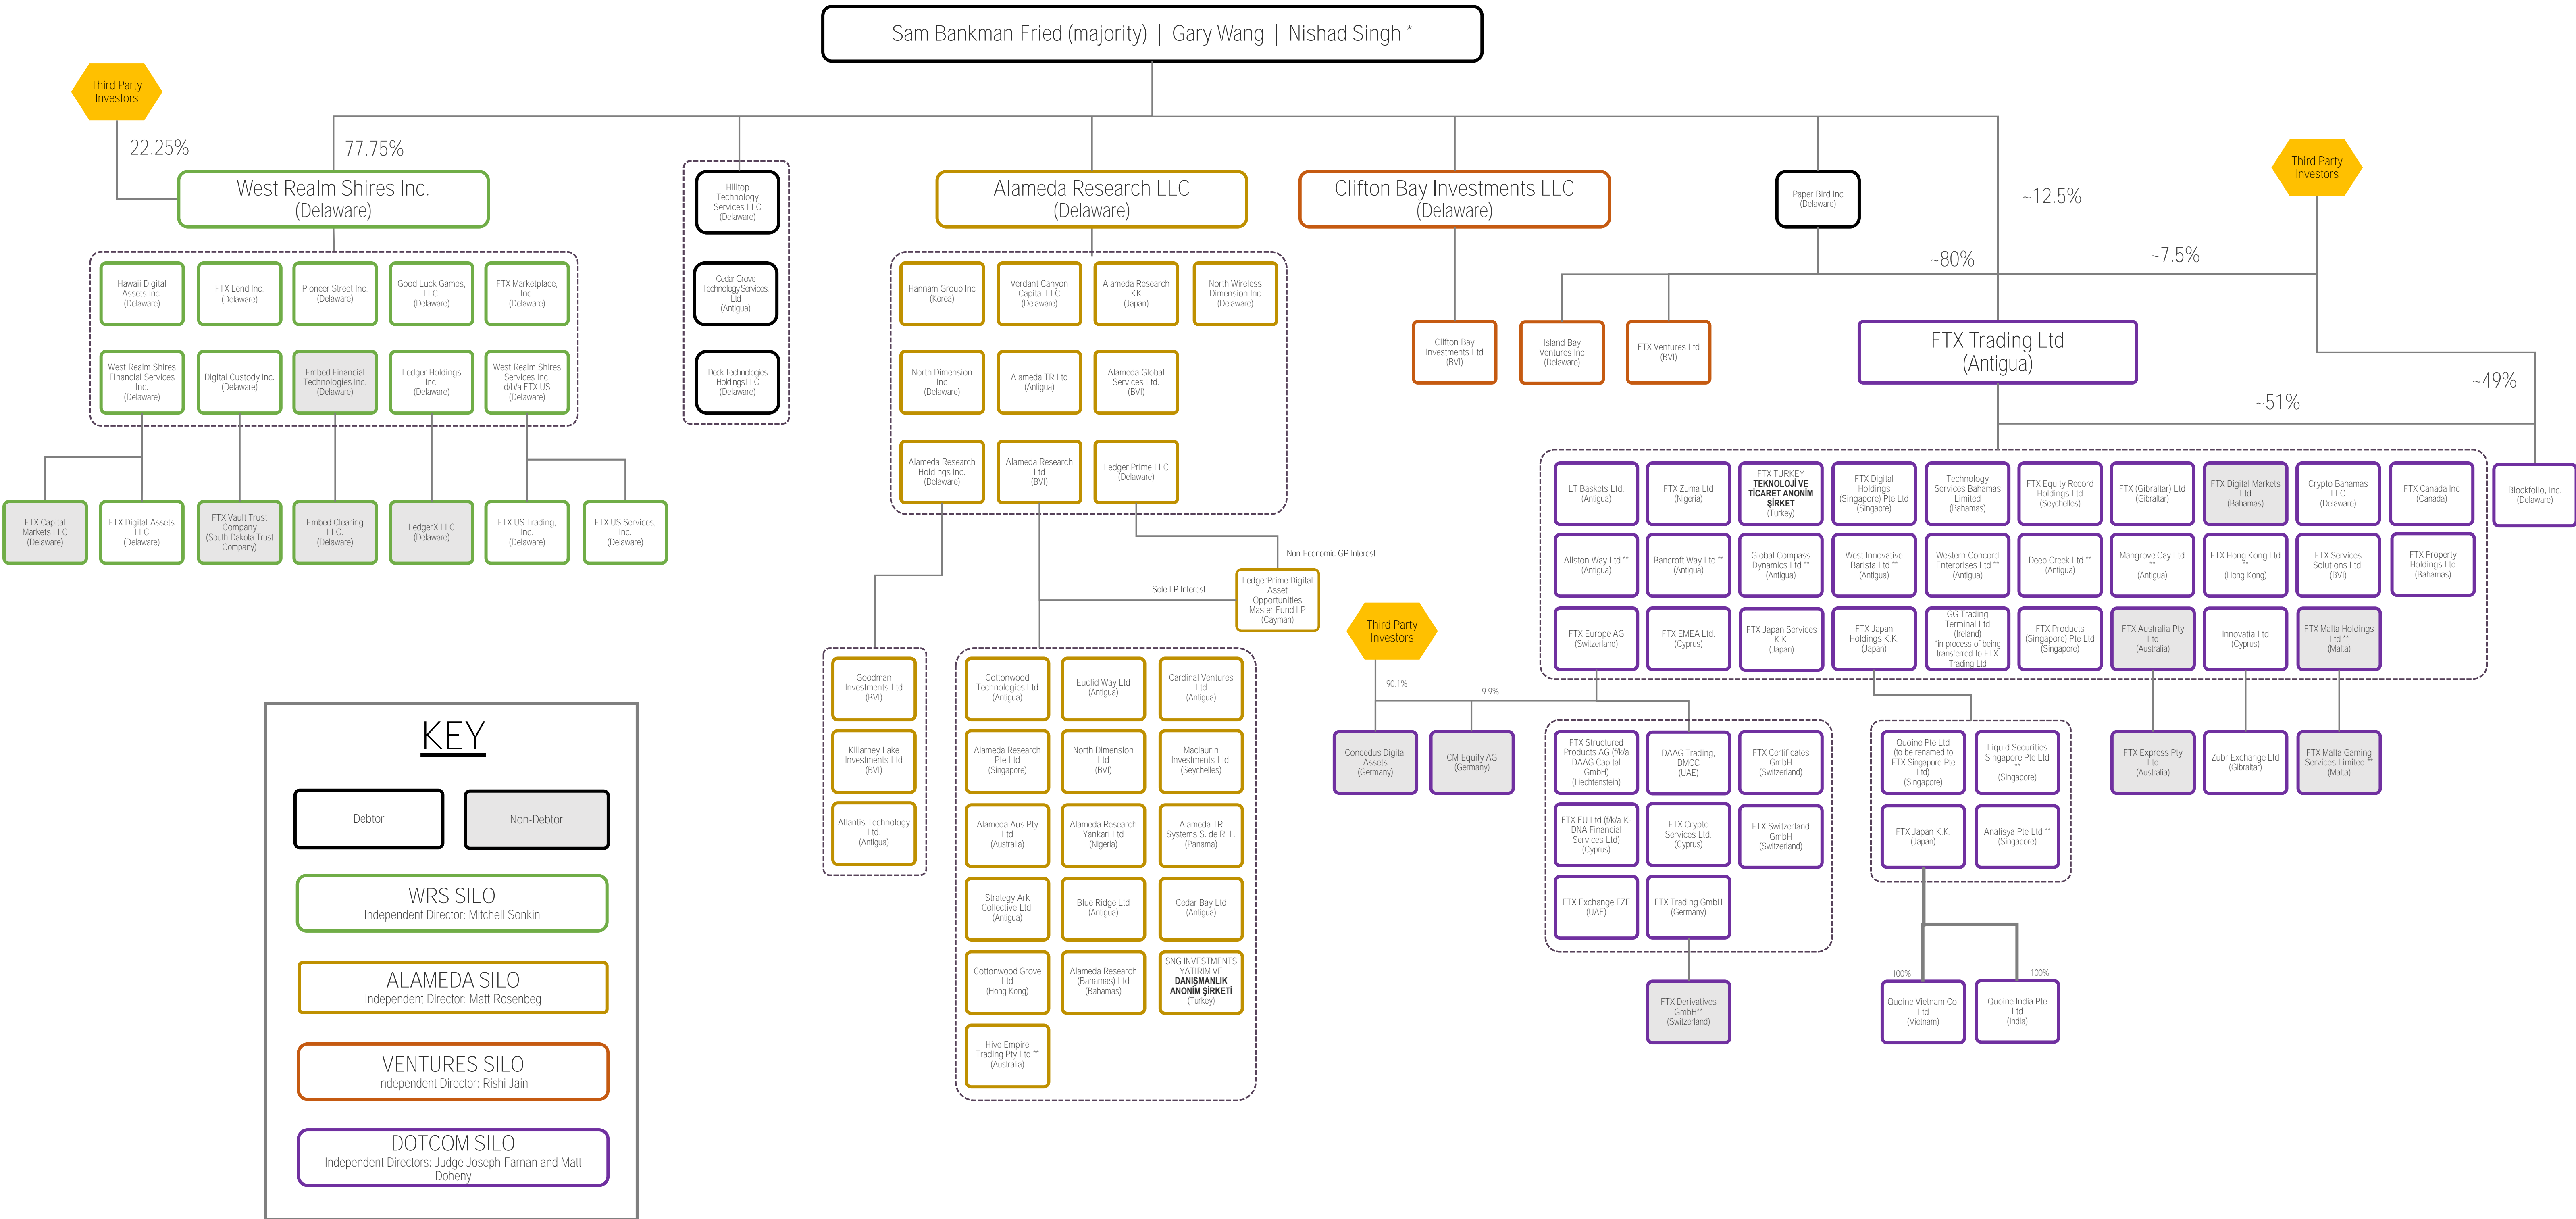 Sam Bankman-Fried (majority) | Gary Wang | Nishad Singh *
Third Party
Investors
22.25%
77.75%
West Realm Shires Inc.
(Delaware)
Hilltop
Technology
Services LLC
(Delaware)
Alameda Research LLC
(Delaware)
Clifton Bay Investments LLC
(Delaware)
Paper Bird Inc
(Delaware)
~12.5%
Third Party
Investors
~80%
~7.5%
Hawaii Digital
Assets Inc.
(Delaware)
FTX Lend Inc.
(Delaware)
Pioneer Street Inc.
(Delaware)
Good Luck Games,
LLC.
(Delaware)
FTX Marketplace,
Inc.
(Delaware)
Cedar Grove
Technology Services,
Ltd
(Antigua)
Hannam Group Inc
(Korea)
Verdant Canyon
Capital LLC
(Delaware)
Alameda Research
KK
(Japan)
North Wireless
Dimension Inc
(Delaware)
Clifton Bay
Investments Ltd
(BVI)
Island Bay
Ventures Inc
(Delaware)
FTX Ventures Ltd
(BVI)
FTX Trading Ltd
(Antigua)
~49%
~51%
West Realm Shires
Financial Services
Inc.
(Delaware)
Digital Custody Inc.
(Delaware)
Embed Financial
Technologies Inc.
(Delaware)
Ledger Holdings
Inc.
(Delaware)
West Realm Shires
Services Inc.
d/b/a FTX US
(Delaware)
Deck Technologies
Holdings LLC
(Delaware)
North Dimension
Inc
(Delaware)
Alameda TR Ltd
(Antigua)
Alameda Global
Services Ltd.
(BVI)
Alameda Research
Holdings Inc.
(Delaware)
Alameda Research
Ltd
(BVI)
Ledger Prime LLC
(Delaware)
FTX Capital
Markets LLC
(Delaware)
FTX Digital Assets
LLC
(Delaware)
FTX Vault Trust
Company
(South Dakota Trust
Company)
Embed Clearing
LLC.
(Delaware)
LedgerX LLC
(Delaware)
FTX US Trading,
Inc.
(Delaware)
FTX US Services,
Inc.
(Delaware)
LT Baskets Ltd.
(Antigua)
FTX Zuma Ltd
(Nigeria)
FTX TURKEY
TEKNOLOJİ VE
TİCARET ANONİM
ŞİRKET
(Turkey)
FTX Digital
Holdings
(Singapore) Pte Ltd
(Singapre)
Technology
Services Bahamas
Limited
(Bahamas)
FTX Equity Record
Holdings Ltd
(Seychelles)
FTX (Gibraltar) Ltd
(Gibraltar)
FTX Digital Markets
Ltd
(Bahamas)
Crypto Bahamas
LLC
(Delaware)
FTX Canada Inc
(Canada)
Blockfolio, Inc.
(Delaware)
Allston Way Ltd **
(Antigua)
Bancroft Way Ltd **
(Antigua)
Global Compass
Dynamics Ltd **
(Antigua)
West Innovative
Barista Ltd **
(Antigua)
Western Concord
Enterprises Ltd **
(Antigua)
Deep Creek Ltd **
(Antigua)
Mangrove Cay Ltd
**
(Antigua)
FTX Hong Kong Ltd
**
(Hong Kong)
FTX Services
Solutions Ltd.
(BVI)
FTX Property
Holdings Ltd
(Bahamas)
FTX Europe AG
(Switzerland)
FTX EMEA Ltd.
(Cyprus)
FTX Japan Services
K.K.
(Japan)
FTX Japan
Holdings K.K.
(Japan)
GG Trading
Terminal Ltd
(Ireland)
*in process of being
transferred to FTX
Trading Ltd
FTX Products
(Singapore) Pte Ltd
(Singapore)
FTX Australia Pty
Ltd
(Australia)
Innovatia Ltd
(Cyprus)
FTX Malta Holdings
Ltd **
(Malta)
Non-Economic GP Interest
Sole LP Interest
LedgerPrime Digital
Asset
Opportunities
Master Fund LP
(Cayman)
Third Party
Investors
90.1%
9.9%
Concedus Digital
Assets
(Germany)
CM-Equity AG
(Germany)
Goodman
Investments Ltd
(BVI)
Killarney Lake
Investments Ltd
(BVI)
Atlantis Technology
Ltd.
(Antigua)
Cottonwood
Technologies Ltd
(Antigua)
Euclid Way Ltd
(Antigua)
Cardinal Ventures
Ltd
(Antigua)
Alameda Research
Pte Ltd
(Singapore)
North Dimension
Ltd
(BVI)
Maclaurin
Investments Ltd.
(Seychelles)
Alameda Aus Pty
Ltd
(Australia)
Alameda Research
Yankari Ltd
(Nigeria)
Alameda TR
Systems S. de R. L.
(Panama)
Strategy Ark
Collective Ltd.
(Antigua)
Blue Ridge Ltd
(Antigua)
Cedar Bay Ltd
(Antigua)
Cottonwood Grove
Ltd
(Hong Kong)
Alameda Research
(Bahamas) Ltd
(Bahamas)
SNG INVESTMENTS
YATIRIM VE
DANIŞMANLIK
ANONİM ŞİRKETİ
(Turkey)
Hive Empire
Trading Pty Ltd **
(Australia)
FTX Structured
Products AG (f/k/a
DAAG Capital
GmbH)
(Liechtenstein)
DAAG Trading,
DMCC
(UAE)
FTX Certificates
GmbH
(Switzerland)
FTX EU Ltd (f/k/a K-
DNA Financial
Services Ltd)
(Cyprus)
FTX Crypto
Services Ltd.
(Cyprus)
FTX Switzerland
GmbH
(Switzerland)
FTX Exchange FZE
(UAE)
FTX Trading GmbH
(Germany)
FTX Derivatives
GmbH**
(Switzerland)
Quoine Pte Ltd
(to be renamed to
FTX Singapore Pte
Ltd)
(Singapore)
Liquid Securities
Singapore Pte Ltd
**
(Singapore)
FTX Japan K.K.
(Japan)
Analisya Pte Ltd **
(Singapore)
100%
100%
Quoine Vietnam Co.
Ltd
(Vietnam)
Quoine India Pte
Ltd
(India)
FTX Express Pty
Ltd
(Australia)
Zubr Exchange Ltd
(Gibraltar)
FTX Malta Gaming
Services Limited **
(Malta)
KEY
Debtor
Non-Debtor
WRS SILO
Independent Director: Mitchell Sonkin
ALAMEDA SILO
Independent Director: Matt Rosenbeg
VENTURES SILO
Independent Director: Rishi Jain
DOTCOM SILO
Independent Directors: Judge Joseph Farnan and Matt
Doheny